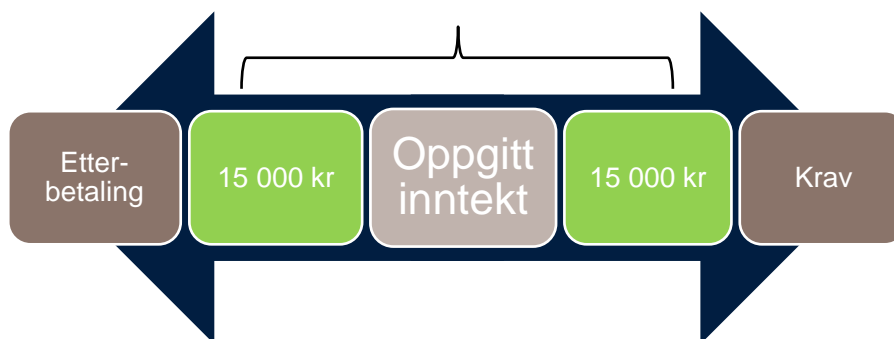 Etter-
betaling
15 000 kr
Oppgitt
inntekt
15 000 kr
Krav